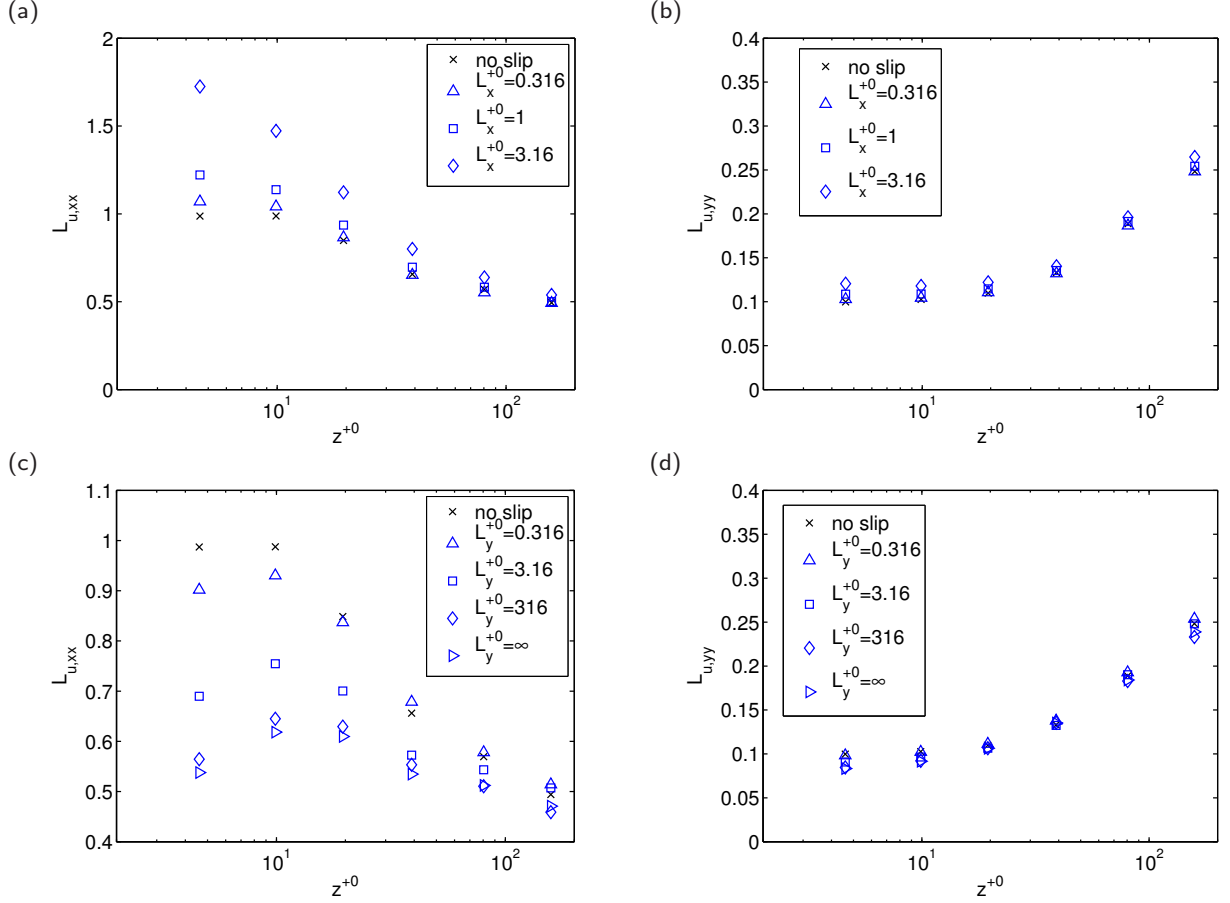 (a)
2
1.5
1
0.5
0
L_{u,xx}
no slip
L_x^{+0}=0.316
L_x^{+0}=1
L_x^{+0}=3.16
10^1
10^2
z^{+0}
(b)
0.4
0.35
0.3
0.25
0.2
0.15
0.1
0.05
0
L_{u,yy}
no slip
L_x^{+0}=0.316
L_x^{+0}=1
L_x^{+0}=3.16
10^1
10^2
z^{+0}
(c)
1.1
1
0.9
0.8
0.7
0.6
0.5
0.4
L_{u,xx}
no slip
L_y^{+0}=0.316
L_y^{+0}=3.16
L_y^{+0}=316
L_y^{+0}=∞
10^1
10^2
z^{+0}
(d)
0.4
0.35
0.3
0.25
0.2
0.15
0.1
0.05
0
L_{u,yy}
no slip
L_y^{+0}=0.316
L_y^{+0}=3.16
L_y^{+0}=316
L_y^{+0}=∞
10^1
10^2
z^{+0}